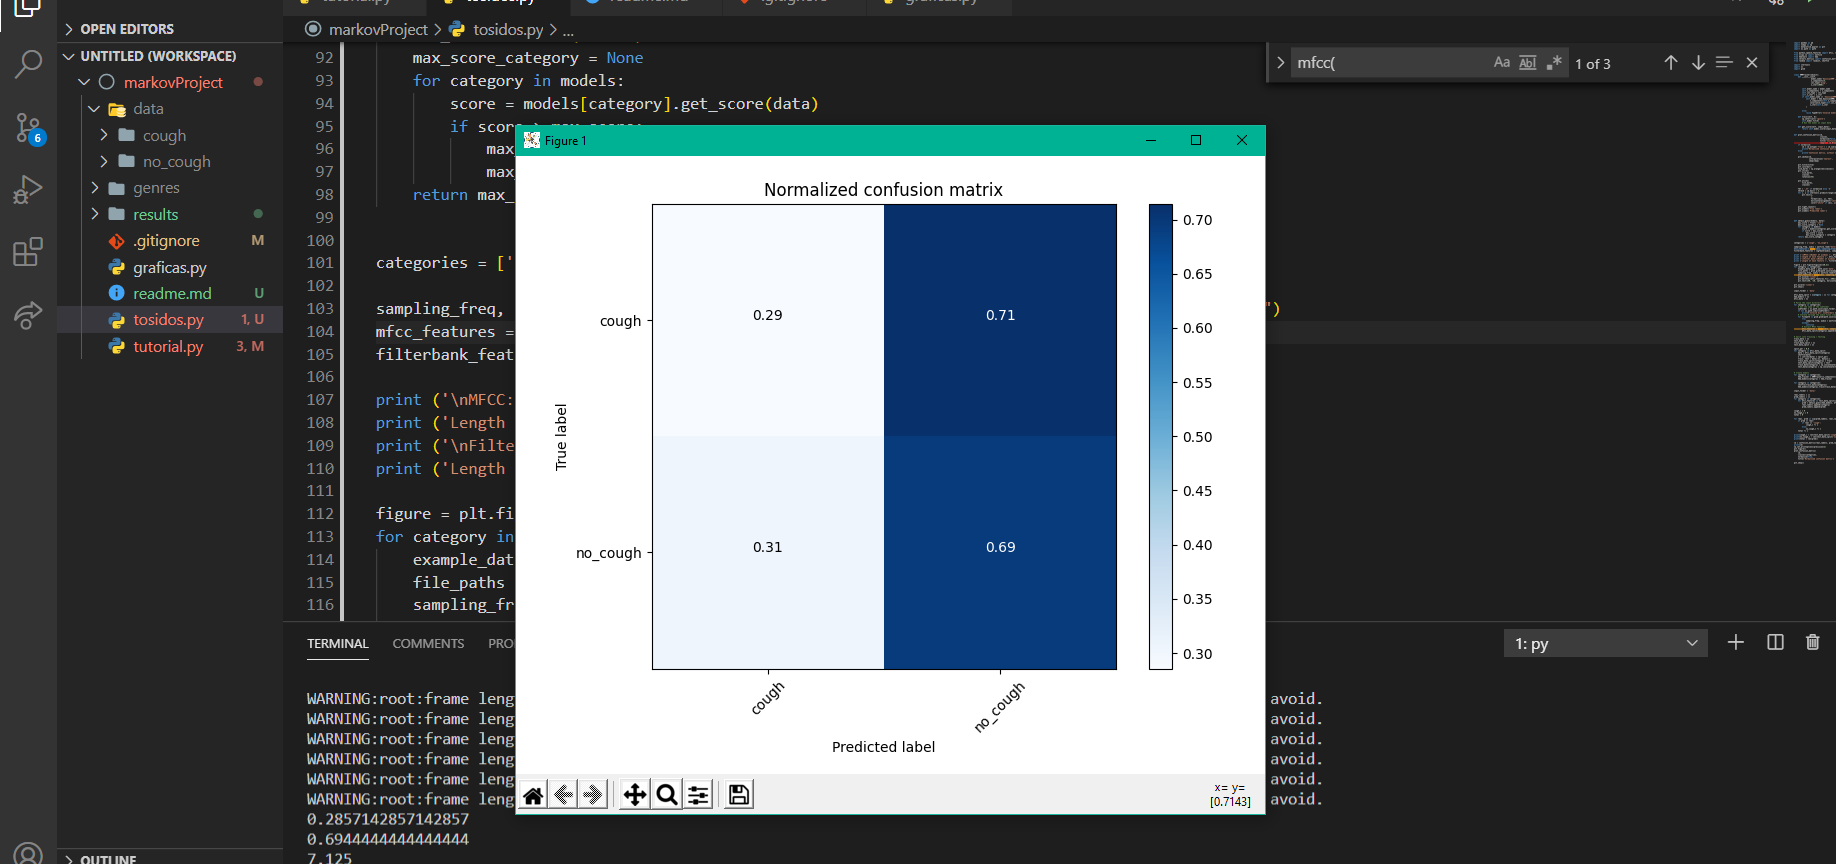 OPEN EDITORS
UNTITLED (WORKSPACE)
markovProject
data
cough
no_cough
genres
results
.gitignore M
graficas.py
readme.md U
tosidos.py 1, U
tutorial.py 3, M
OUTLINE
6
markovProject > tosidos.py > ...
mfcc( Aa Abl .* 1 of 3
92 max_score_category = None
93 for category in models:
94 score = models[category].get_score(data)
95 if score
96 max
97 max_
98 return max_
99
100
101 categories = ['
102
103 sampling_freq, ")
104 mfcc_features =
105 filterbank_feat
106
107 print ('\nMFCC:
108 print ('Length
109 print ('\nFilte
110 print ('Length
111
112 figure = plt.fi
113 for category in
114 example_dat
115 file_paths
116 sampling_fr
Figure 1
Normalized confusion matrix
True label
cough
no_cough
0.29 0.71
0.31 0.69
cough
no_cough
Predicted label
0.70
0.65
0.60
0.55
0.50
0.45
0.40
0.35
0.30
x= y=
[0.7143]
TERMINAL COMMENTS PRO
1: py
WARNING:root:frame leng avoid.
WARNING:root:frame leng avoid.
WARNING:root:frame leng avoid.
WARNING:root:frame leng avoid.
WARNING:root:frame leng avoid.
WARNING:root:frame leng avoid.
0.2857142857142857
0.6944444444444444
7.125